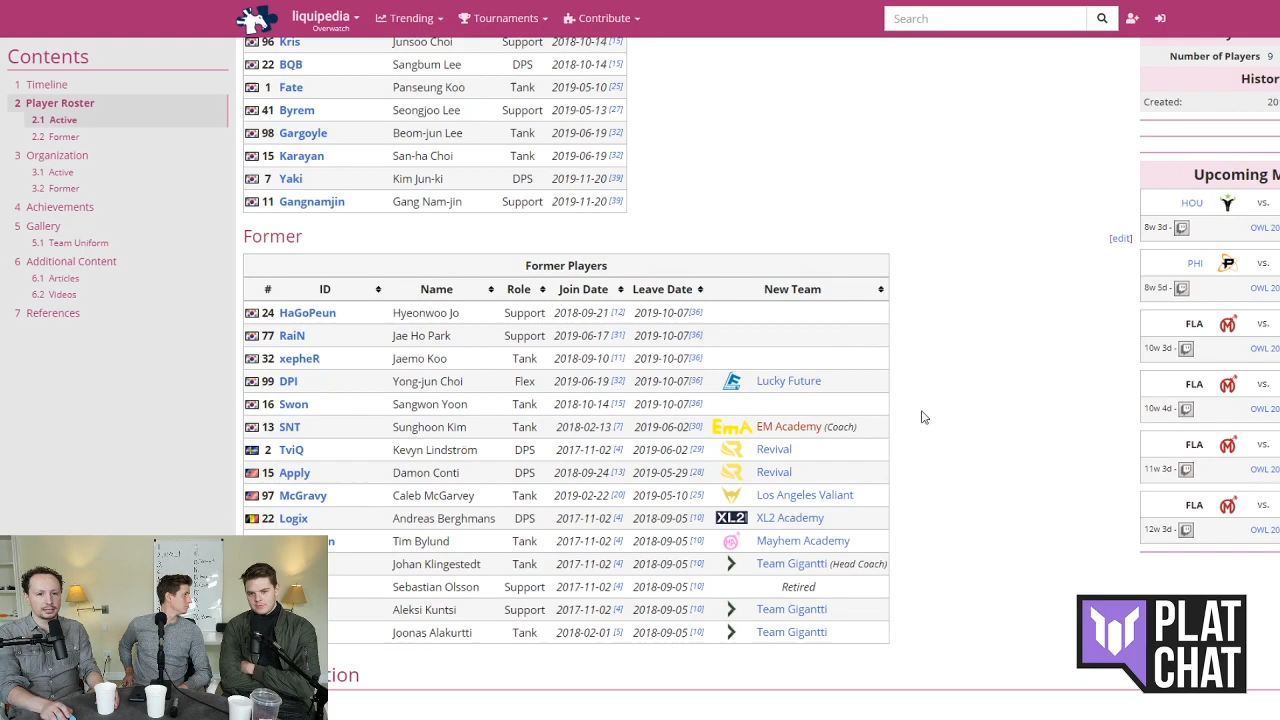 liquipedia
Overwatch
Trending
Tournaments
Contribute
Search
Contents
1 Timeline
2 Player Roster
2.1 Active
2.2 Former
3 Organization
3.1 Active
3.2 Former
4 Achievements
5 Gallery
5.1 Team Uniform
6 Additional Content
6.1 Articles
6.2 Videos
7 References
96 Kris Junsoo Choi Support 2018-10-14 [15]
22 BQB Sangbum Lee DPS 2018-10-14 [15]
1 Fate Panseung Koo Tank 2019-05-10 [25]
41 Byrem Seongjoo Lee Support 2019-05-13 [27]
98 Gargoyle Beom-jun Lee Tank 2019-06-19 [32]
15 Karayan San-ha Choi Tank 2019-06-19 [32]
7 Yaki Kim Jun-ki DPS 2019-11-20 [39]
11 Gangnamjin Gang Nam-jin Support 2019-11-20 [39]
Former
[edit]
Former Players
# ID Name Role Join Date Leave Date New Team
24 HaGoPeun Hyeonwoo Jo Support 2018-09-21 [12] 2019-10-07[36]
77 RaiN Jae Ho Park Support 2019-06-17 [31] 2019-10-07[36]
32 xepheR Jaemo Koo Tank 2018-09-10 [11] 2019-10-07[36]
99 DPI Yong-jun Choi Flex 2019-06-19 [32] 2019-10-07[36] Lucky Future
16 Swon Sangwon Yoon Tank 2018-10-14 [15] 2019-10-07[36]
13 SNT Sunghoon Kim Tank 2018-02-13 [7] 2019-06-02[30] EmA EM Academy (Coach)
2 TviQ Kevyn Lindström DPS 2017-11-02 [4] 2019-06-02 [29] Revival
15 Apply Damon Conti DPS 2018-09-24 [13] 2019-05-29 [28] Revival
97 McGravy Caleb McGarvey Tank 2019-02-22 [20] 2019-05-10 [25] Los Angeles Valiant
22 Logix Andreas Berghmans DPS 2017-11-02 [4] 2018-09-05 [10] XL2 XL2 Academy
n Tim Bylund Tank 2017-11-02 [4] 2018-09-05 [10] Mayhem Academy
Johan Klingestedt Tank 2017-11-02 [4] 2018-09-05 [10] Team Gigantti (Head Coach)
Sebastian Olsson Support 2017-11-02 [4] 2018-09-05 [10] Retired
Aleksi Kuntsi Support 2017-11-02 [4] 2018-09-05 [10] Team Gigantti
Joonas Alakurtti Tank 2018-02-01 [5] 2018-09-05 [10] Team Gigantti
tion
Number of Players 9
Histor
Created: 20
Upcoming M
HOU vs.
8w 3d - OWL 20
PHI vs.
8w 5d - OWL 20
FLA vs.
10w 3d - OWL 20
FLA vs.
10w 4d - OWL 20
FLA vs.
11w 3d - OWL 20
FLA vs.
12w 3d - OWL 20
PLAT
CHAT